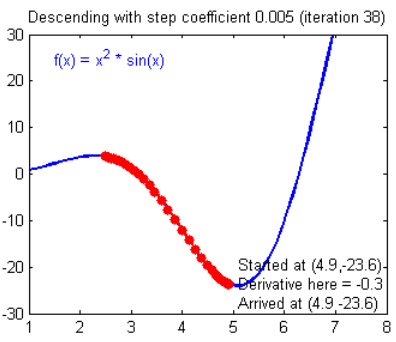 Descending with step coefficient 0.005 (iteration 38)
30
f(x) = x² * sin(x)
20
10
0
-10
-20
-30
Started at (4.9,-23.6)
Derivative here = -0.3
Arrived at (4.9 -23.6)
1 2 3 4 5 6 7 8